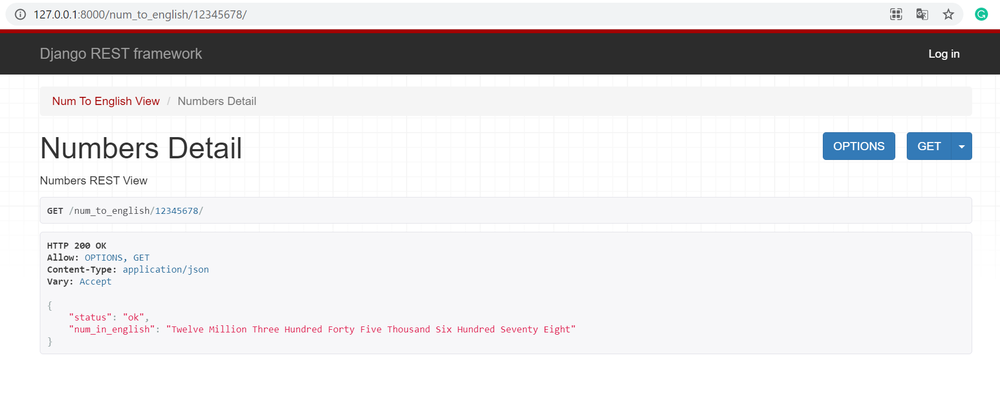 127.0.0.1:8000/num_to_english/12345678/
Django REST framework
Log in
Num To English View / Numbers Detail
Numbers Detail
OPTIONS
GET
Numbers REST View
GET /num_to_english/12345678/
HTTP 200 OK
Allow: OPTIONS, GET
Content-Type: application/json
Vary: Accept
{
    "status": "ok",
    "num_in_english": "Twelve Million Three Hundred Forty Five Thousand Six Hundred Seventy Eight"
}